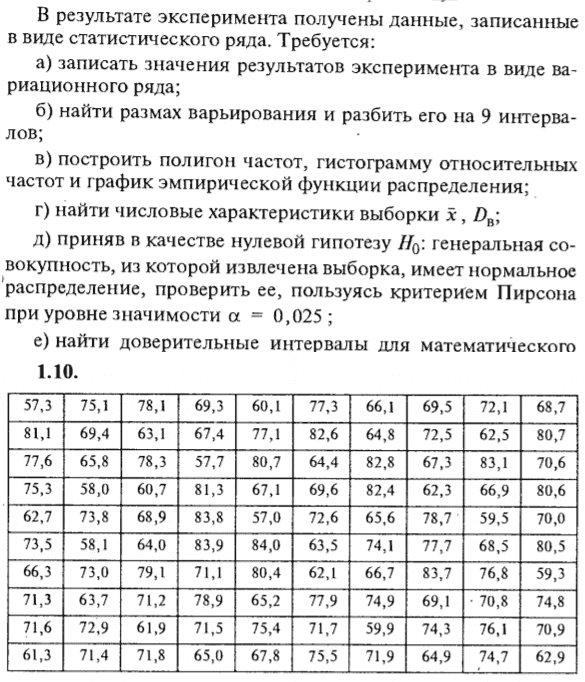 В результате эксперимента получены данные, записанные
в виде статистического ряда. Требуется:
а) записать значения результатов эксперимента в виде ва-
риационного ряда;
б) найти размах варьирования и разбить его на 9 интерва-
лов;
в) построить полигон частот, гистограмму относительных
частот и график эмпирической функции распределения;
г) найти числовые характеристики выборки x̄, Dв;
д) приняв в качестве нулевой гипотезу H₀: генеральная со-
вокупность, из которой извлечена выборка, имеет нормальное
распределение, проверить ее, пользуясь критерием Пирсона
при уровне значимости α = 0,025;
е) найти доверительные интервалы для математического
1.10.
57,3 75,1 78,1 69,3 60,1 77,3 66,1 69,5 72,1 68,7
81,1 69,4 63,1 67,4 77,1 82,6 64,8 72,5 62,5 80,7
77,6 65,8 78,3 57,7 80,7 64,4 82,8 67,3 83,1 70,6
75,3 58,0 60,7 81,3 67,1 69,6 82,4 62,3 66,9 80,6
62,7 73,8 68,9 83,8 57,0 72,6 65,6 78,7 59,5 70,0
73,5 58,1 64,0 83,9 84,0 63,5 74,1 77,7 68,5 80,5
66,3 73,0 79,1 71,1 80,4 62,1 66,7 83,7 76,8 59,3
71,3 63,7 71,2 78,9 65,2 77,9 74,9 69,1 70,8 74,8
71,6 72,9 61,9 71,5 75,4 71,7 59,9 74,3 76,1 70,9
61,3 71,4 71,8 65,0 67,8 75,5 71,9 64,9 74,7 62,9